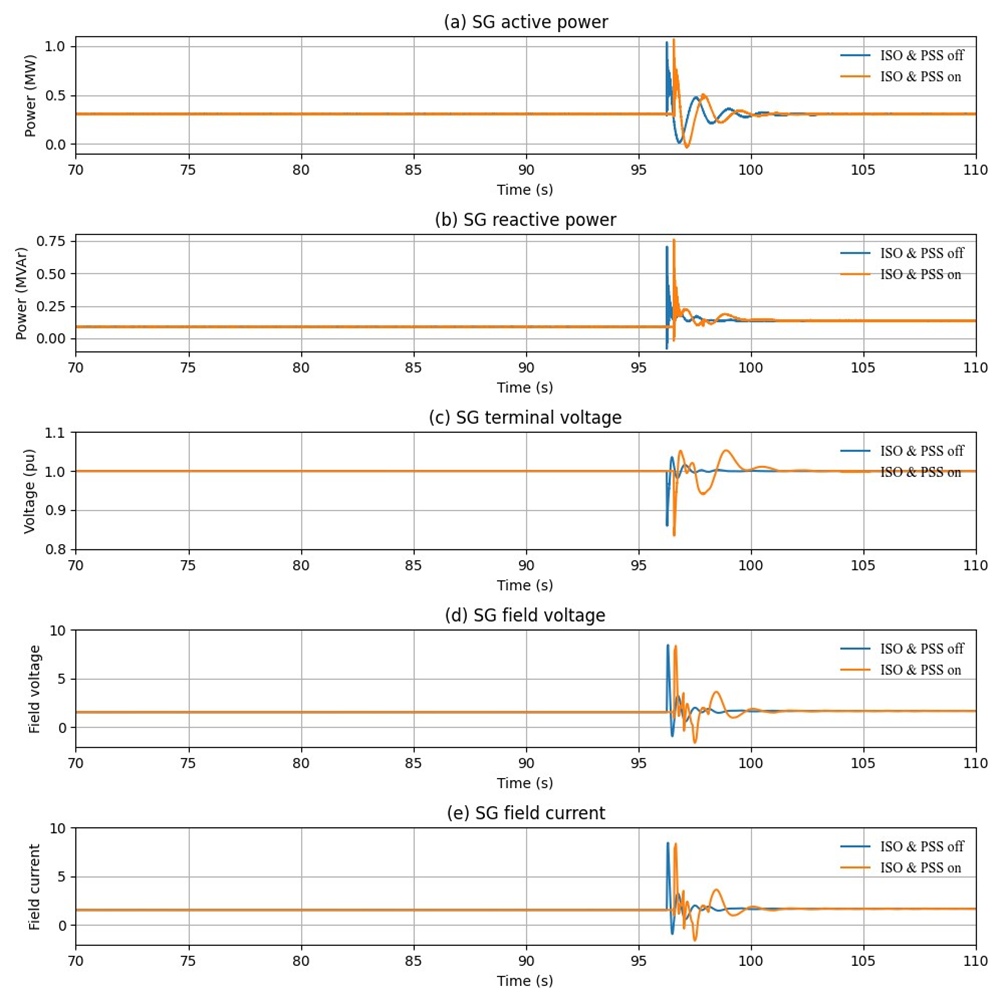 (a) SG active power
1.0
0.5
0.0
Power (MW)
ISO & PSS off
ISO & PSS on
70 75 80 85 90 95 100 105 110
Time (s)
(b) SG reactive power
0.75
0.50
0.25
0.00
Power (MVAr)
ISO & PSS off
ISO & PSS on
70 75 80 85 90 95 100 105 110
Time (s)
(c) SG terminal voltage
1.1
1.0
0.9
0.8
Voltage (pu)
ISO & PSS off
ISO & PSS on
70 75 80 85 90 95 100 105 110
Time (s)
(d) SG field voltage
10
5
0
Field voltage
ISO & PSS off
ISO & PSS on
70 75 80 85 90 95 100 105 110
Time (s)
(e) SG field current
10
5
0
Field current
ISO & PSS off
ISO & PSS on
70 75 80 85 90 95 100 105 110
Time (s)